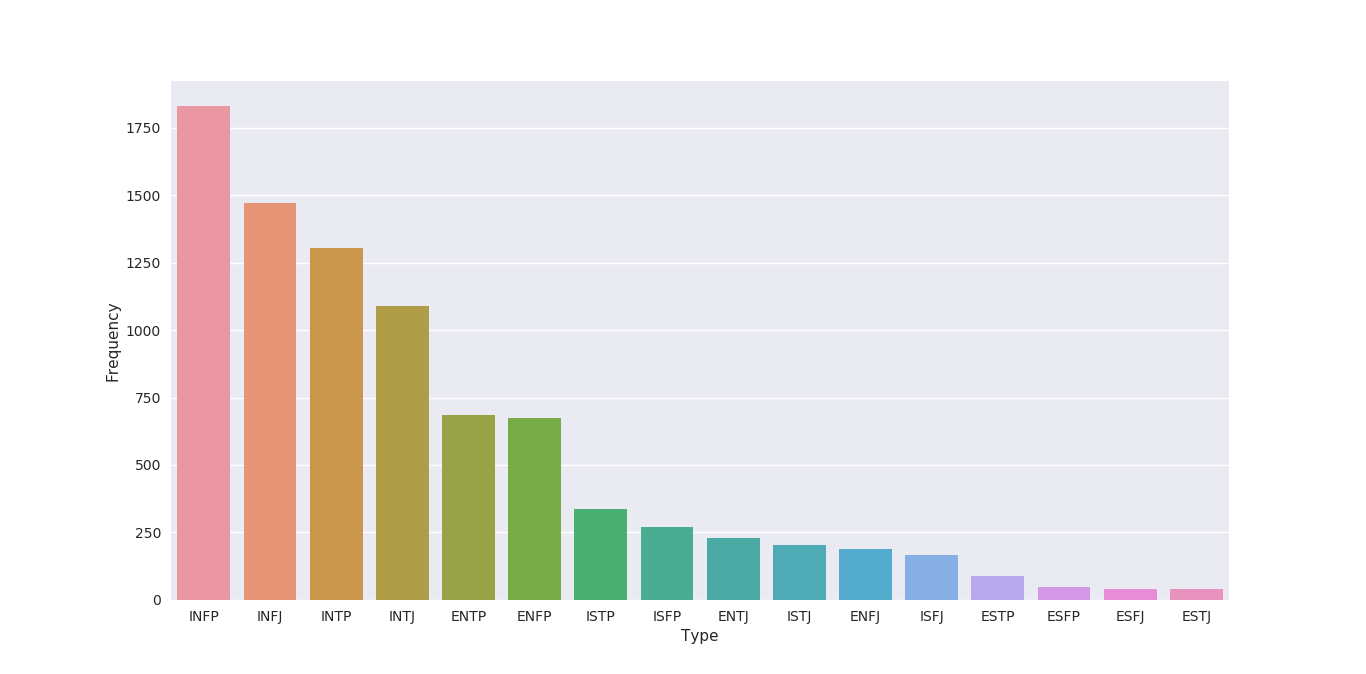 1750
1500
1250
1000
750
500
250
0
Frequency
INFP INFJ INTP INTJ ENTP ENFP ISTP ISFP ENTJ ISTJ ENFJ ISFJ ESTP ESFP ESFJ ESTJ
Type